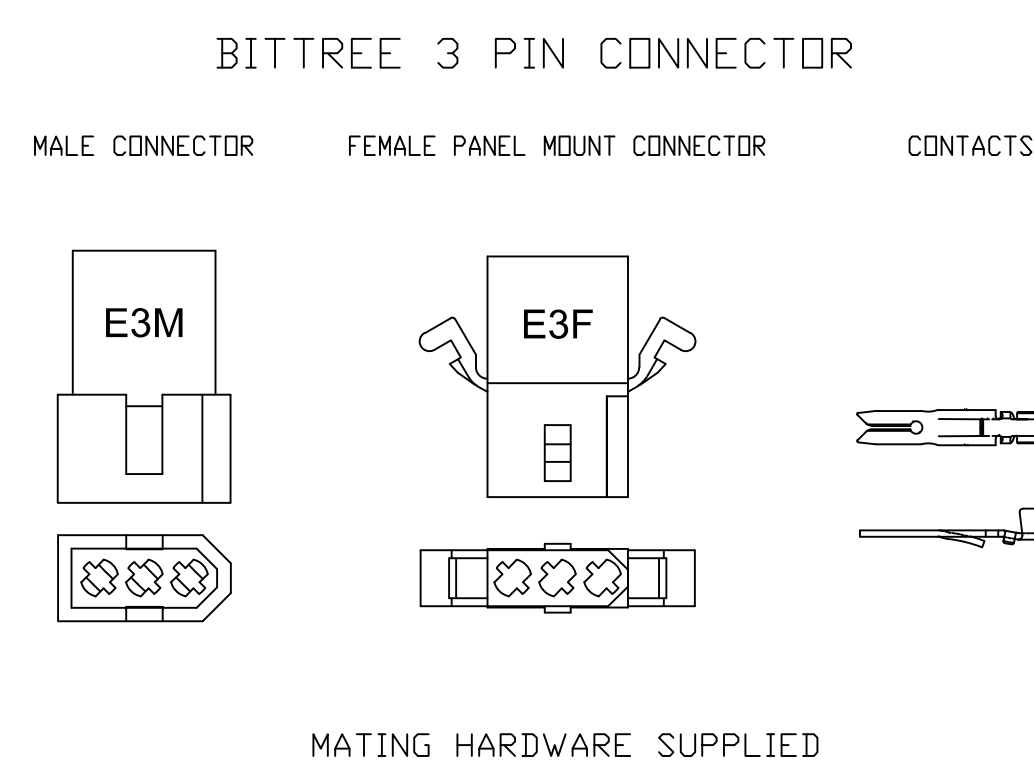 BITTREE 3 PIN CONNECTOR
MALE CONNECTOR
FEMALE PANEL MOUNT CONNECTOR
CONTACTS
E3M
E3F
MATING HARDWARE SUPPLIED